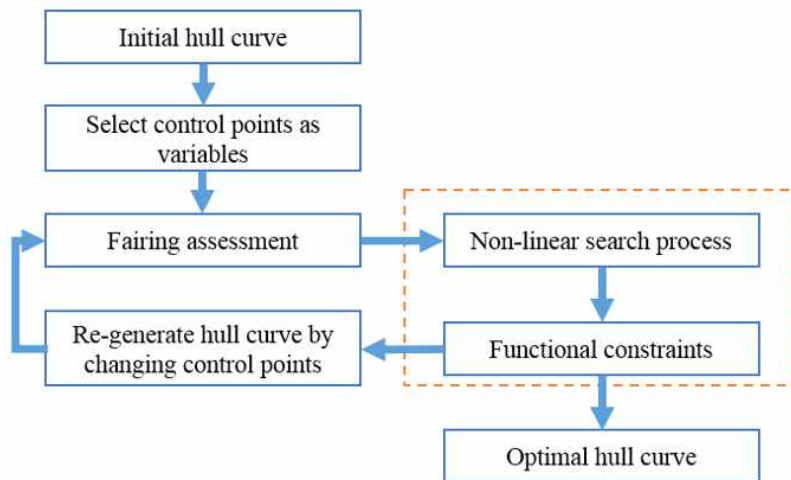 Initial hull curve
Select control points as
variables
Fairing assessment
Non-linear search process
Re-generate hull curve by
changing control points
Functional constraints
Optimal hull curve